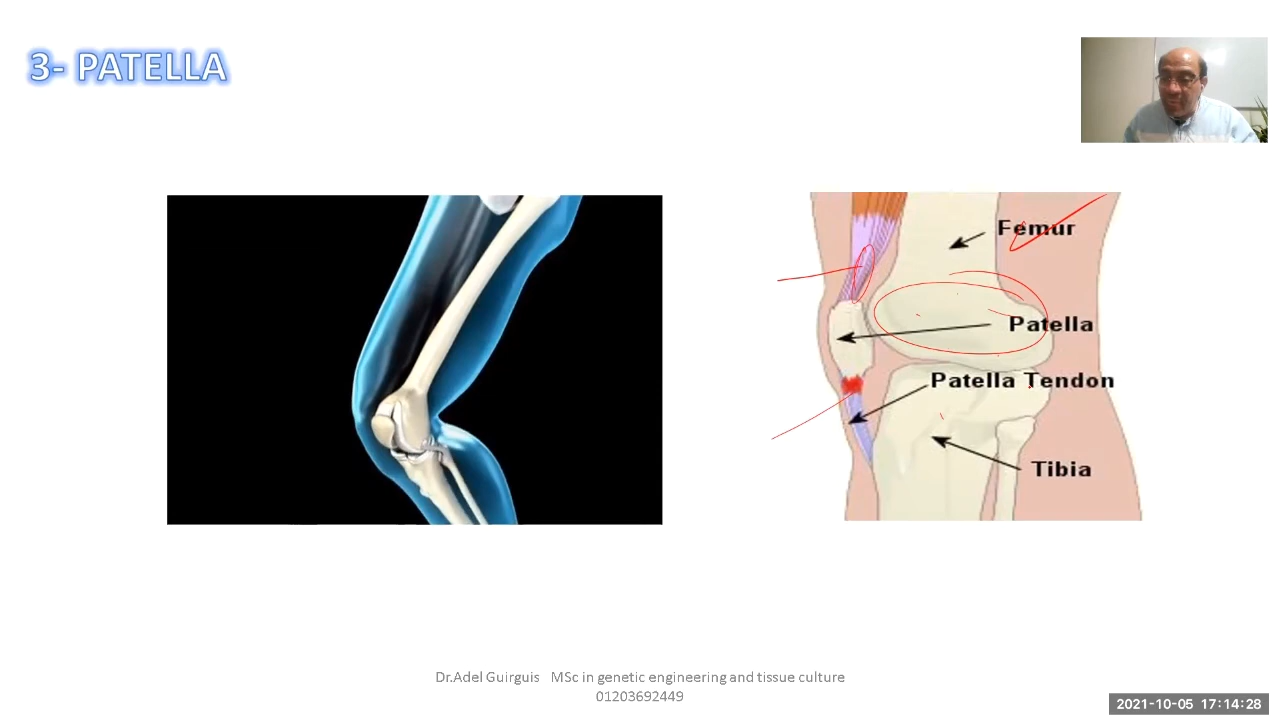 3- PATELLA
Femur
Patella
Patella Tendon
Tibia
Dr.Adel Guirguis MSc in genetic engineering and tissue culture
01203692449
2021-10-05 17:14:28